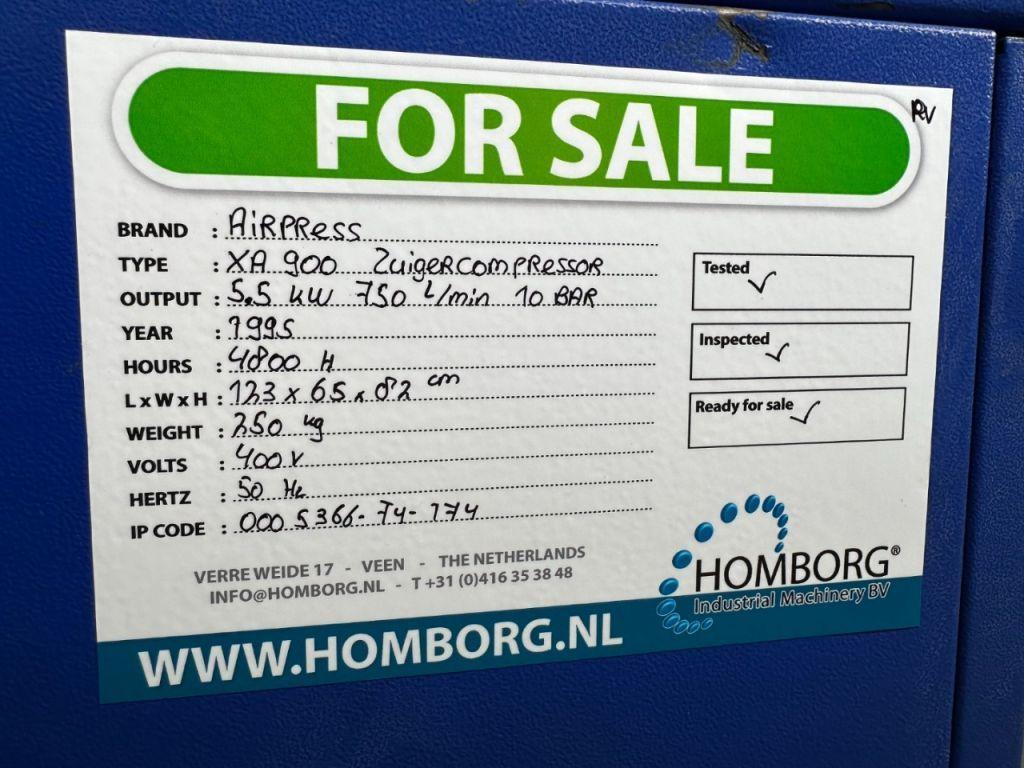 FOR SALE
RV
BRAND : AIRPRESS
TYPE : XA 900 Zuigercompressor
OUTPUT : 5.5 kW 750 L/min 10 BAR
YEAR : 1995
HOURS : 4800 H
L x W x H : 123 x 65 x 82 cm
WEIGHT : 250 kg
VOLTS : 400 V
HERTZ : 50 Hz
IP CODE : 000 5366-74-174
Tested ✓
Inspected ✓
Ready for sale ✓
VERRE WEIDE 17 - VEEN - THE NETHERLANDS
INFO@HOMBORG.NL - T +31 (0)416 35 38 48
HOMBORG®
Industrial Machinery BV
WWW.HOMBORG.NL